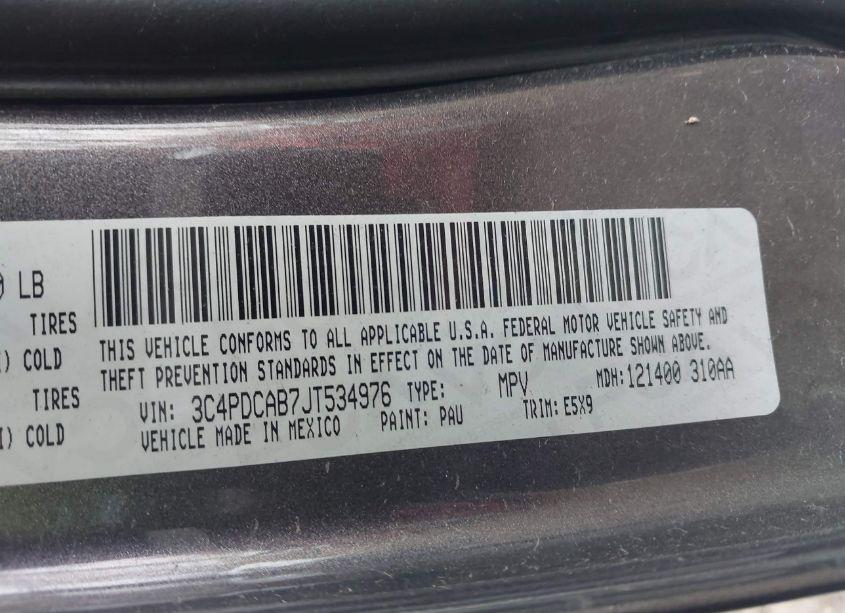 LB
TIRES
COLD
TIRES
COLD
THIS VEHICLE CONFORMS TO ALL APPLICABLE U.S.A. FEDERAL MOTOR VEHICLE SAFETY AND
THEFT PREVENTION STANDARDS IN EFFECT ON THE DATE OF MANUFACTURE SHOWN ABOVE.
VIN: 3C4PDCAB7JT534976 TYPE: MPV MDH: 121400 310AA
VEHICLE MADE IN MEXICO PAINT: PAU TRIM: E5X9